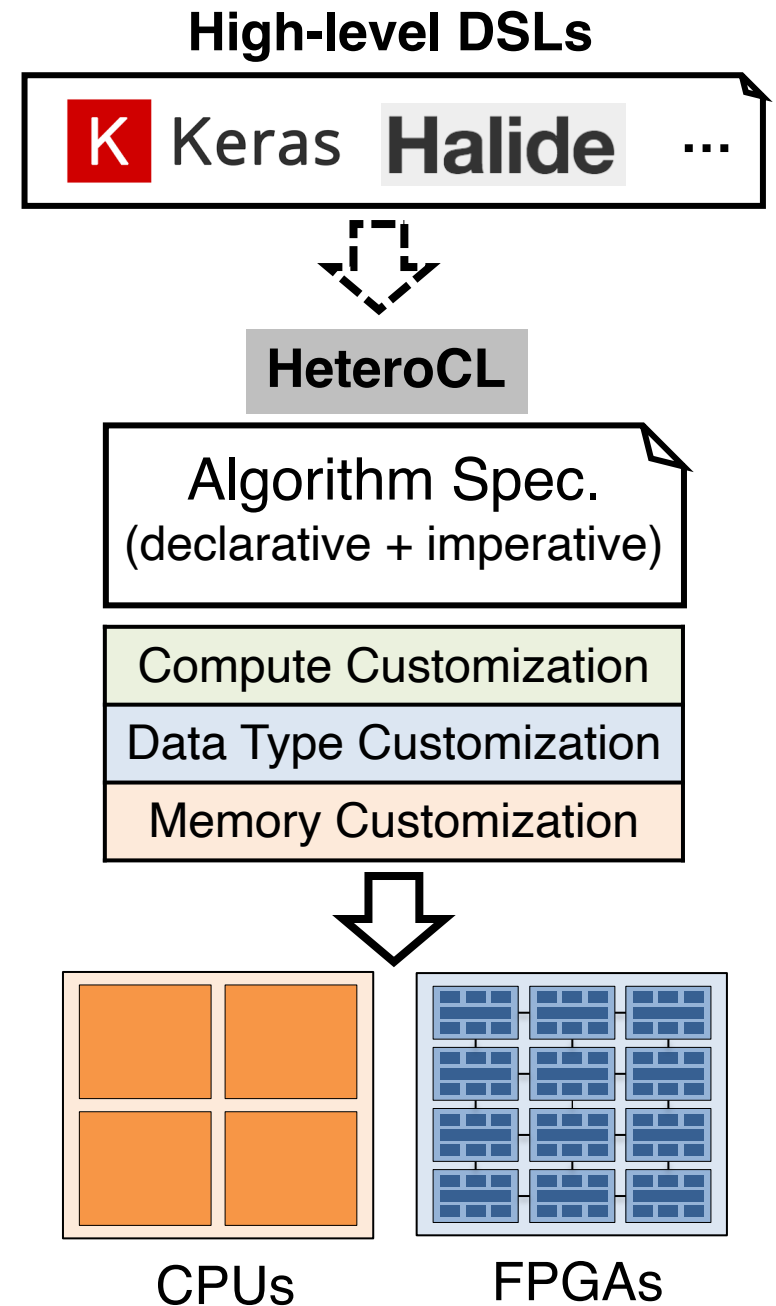 High-level DSLs
K Keras Halide ...
HeteroCL
Algorithm Spec.
(declarative + imperative)
Compute Customization
Data Type Customization
Memory Customization
CPUs FPGAs